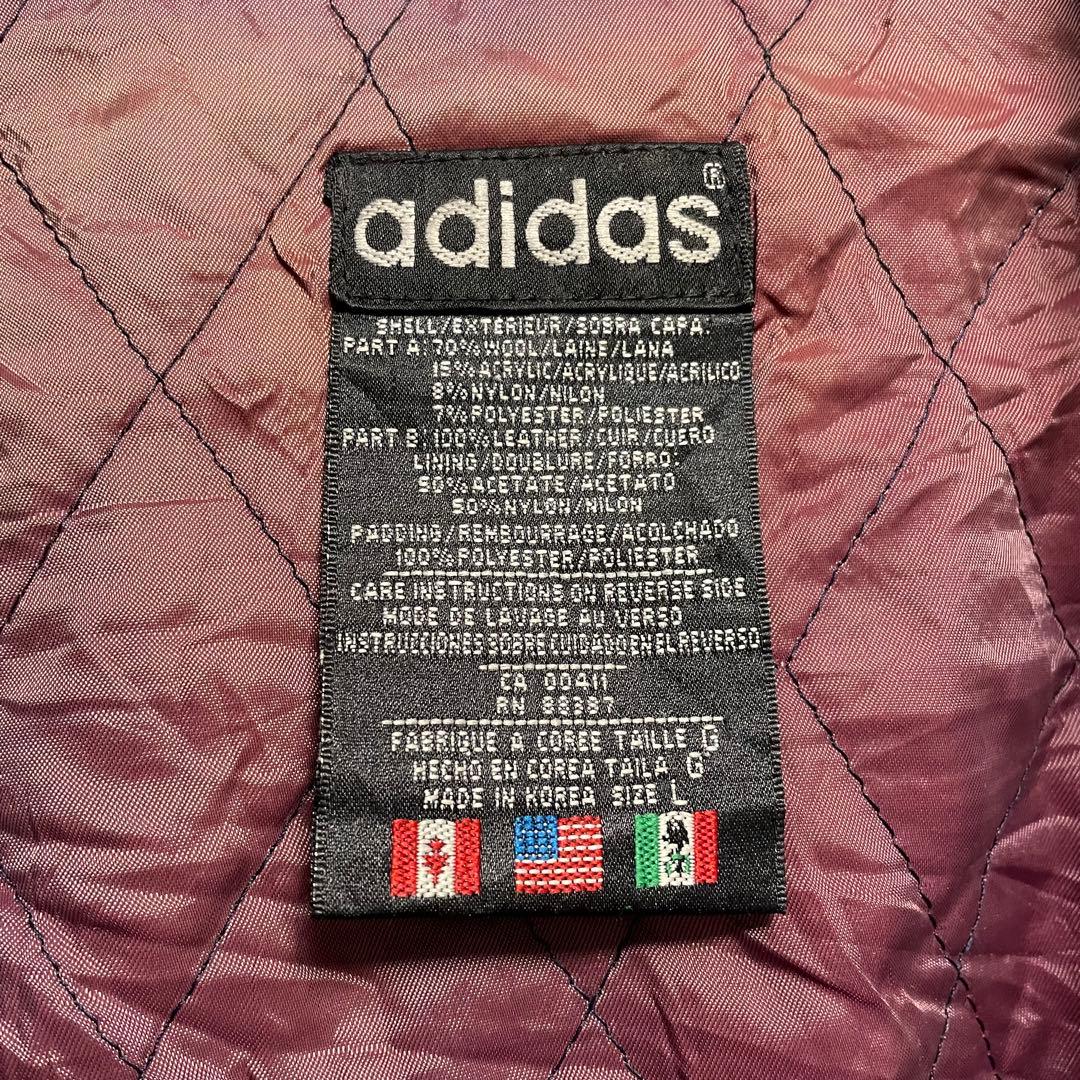 adidas®
SHELL/EXTERIEUR/SOBRA CAPA:
PART A: 70% WOOL/LAINE/LANA
15% ACRYLIC/ACRYLIQUE/ACRILICO
8% NYLON/NILON
7% POLYESTER/POLIESTER
PART B: 100% LEATHER/CUIR/CUERO
LINING/DOUBLURE/FORRO:
50% ACETATE/ACETATO
50% NYLON/NILON
PADDING/REMBOURRAGE/ACOLCHADO
100% POLYESTER/POLIESTER
CARE INSTRUCTIONS ON REVERSE SIDE
MODE DE LAVAGE AU VERSO
INSTRUCCIONES SOBRE CUIDADO EN EL REVERSO
CA 00411
RN 88387
FABRIQUE A COREE TAILLE G
HECHO EN COREA TAILA G
MADE IN KOREA SIZE L